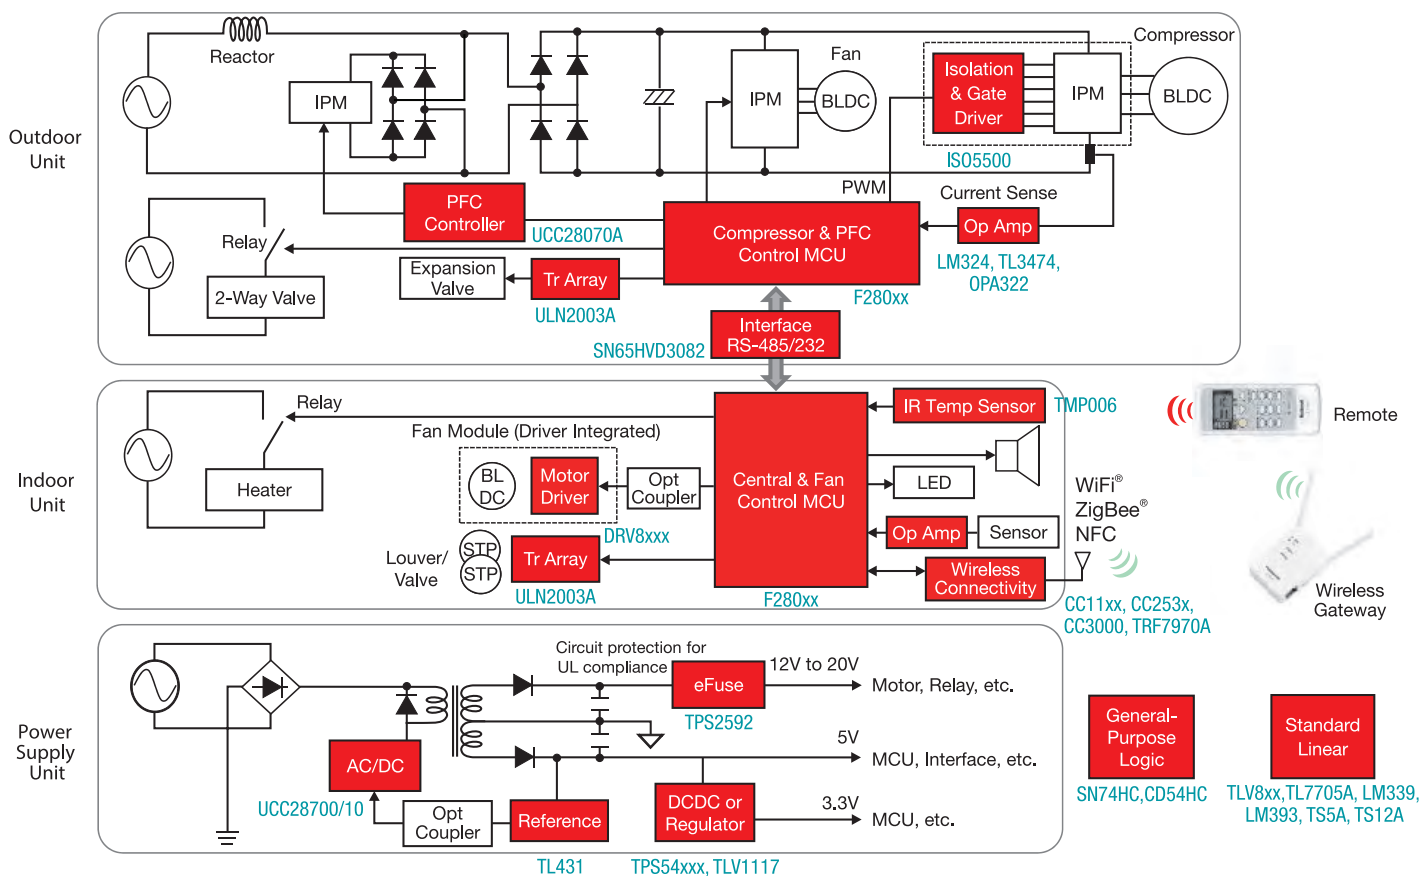 Outdoor
Unit
Reactor
IPM
IPM
Fan
BLDC
Compressor
Isolation
& Gate
Driver
IPM
BLDC
ISO5500
PWM
Current Sense
PFC
Controller
UCC28070A
Compressor & PFC
Control MCU
F280xx
Op Amp
LM324, TL3474,
OPA322
Relay
2-Way Valve
Expansion
Valve
Tr Array
ULN2003A
Interface
RS-485/232
SN65HVD3082
Indoor
Unit
Relay
Heater
Fan Module (Driver Integrated)
BL
DC
Motor
Driver
Opt
Coupler
DRV8xxx
Louver/
Valve
STP
STP
Tr Array
ULN2003A
Central & Fan
Control MCU
F280xx
IR Temp Sensor
TMP006
LED
Op Amp
Sensor
Wireless
Connectivity
WiFi®
ZigBee®
NFC
CC11xx, CC253x,
CC3000, TRF7970A
Remote
Wireless
Gateway
Power
Supply
Unit
Circuit protection for
UL compliance
eFuse
TPS2592
12V to 20V
Motor, Relay, etc.
5V
MCU, Interface, etc.
AC/DC
UCC28700/10
Opt
Coupler
Reference
TL431
DCDC or
Regulator
TPS54xxx, TLV1117
3.3V
MCU, etc.
General-
Purpose
Logic
SN74HC,CD54HC
Standard
Linear
TLV8xx,TL7705A, LM339,
LM393, TS5A, TS12A